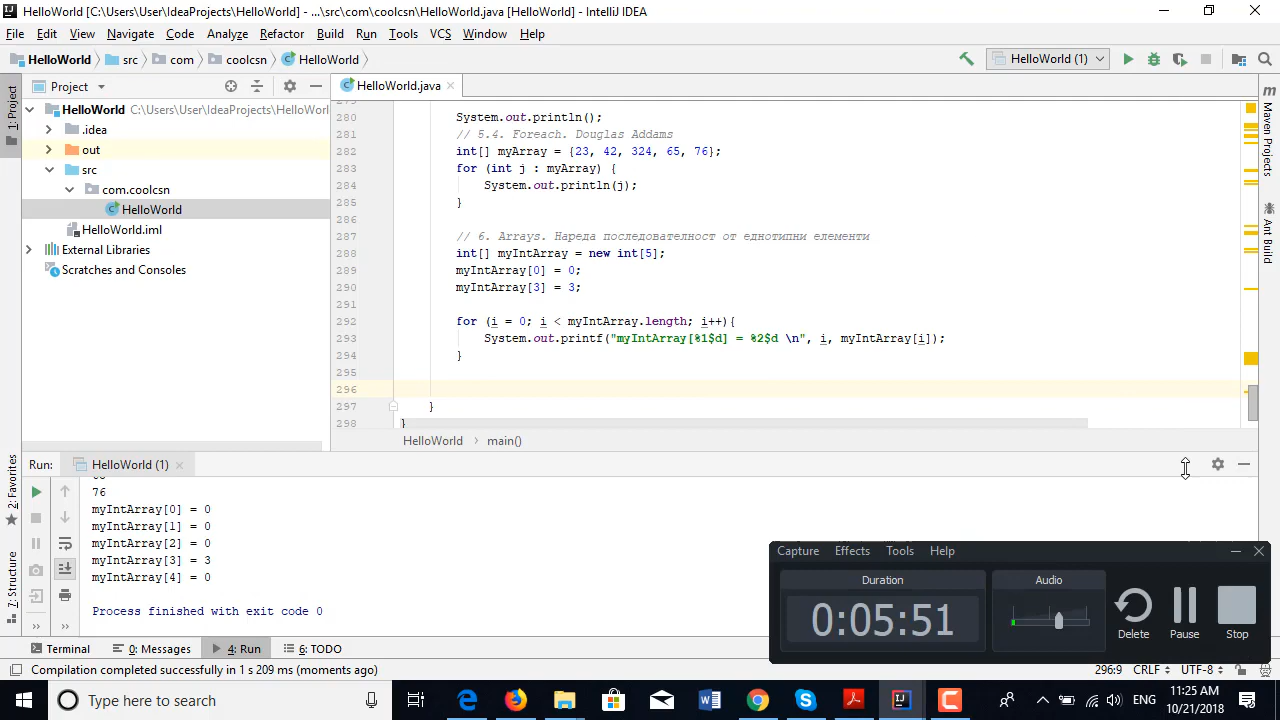 HelloWorld [C:\Users\User\IdeaProjects\HelloWorld] - ...\src\com\coolcsn\HelloWorld.java [HelloWorld] - IntelliJ IDEA
File Edit View Navigate Code Analyze Refactor Build Run Tools VCS Window Help
HelloWorld src com coolcsn HelloWorld HelloWorld (1)
Project HelloWorld.java
1: Project
HelloWorld C:\Users\User\IdeaProjects\HelloWorl
.idea
out
src
com.coolcsn
HelloWorld
HelloWorld.iml
External Libraries
Scratches and Consoles
280 System.out.println();
281 // 5.4. Foreach. Douglas Addams
282 int[] myArray = {23, 42, 324, 65, 76};
283 for (int j : myArray) {
284 System.out.println(j);
285 }
286
287 // 6. Arrays. Нареда последователност от еднотипни елементи
288 int[] myIntArray = new int[5];
289 myIntArray[0] = 0;
290 myIntArray[3] = 3;
291
292 for (i = 0; i < myIntArray.length; i++){
293 System.out.printf("myIntArray[%1$d] = %2$d \n", i, myIntArray[i]);
294 }
295
296
297 }
298 }
HelloWorld main()
Maven Projects
Ant Build
2: Favorites
7: Structure
Run: HelloWorld (1)
76
myIntArray[0] = 0
myIntArray[1] = 0
myIntArray[2] = 0
myIntArray[3] = 3
myIntArray[4] = 0
Process finished with exit code 0
Capture Effects Tools Help
Duration Audio
0:05:51
Delete Pause Stop
Terminal 0: Messages 4: Run 6: TODO
Compilation completed successfully in 1 s 209 ms (moments ago) 296:9 CRLF UTF-8
Type here to search
ENG
11:25 AM
10/21/2018